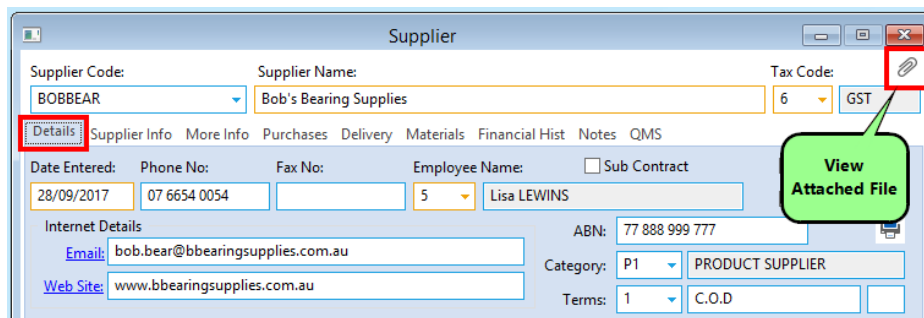 Supplier
Supplier Code: Supplier Name: Tax Code:
BOBBEAR Bob's Bearing Supplies 6 GST
Details Supplier Info More Info Purchases Delivery Materials Financial Hist Notes QMS
Date Entered: Phone No: Fax No: Employee Name: Sub Contract
28/09/2017 07 6654 0054 5 Lisa LEWINS
View
Attached File
Internet Details
ABN: 77 888 999 777
Email: bob.bear@bbearingsupplies.com.au
Category: P1 PRODUCT SUPPLIER
Web Site: www.bbearingsupplies.com.au
Terms: 1 C.O.D